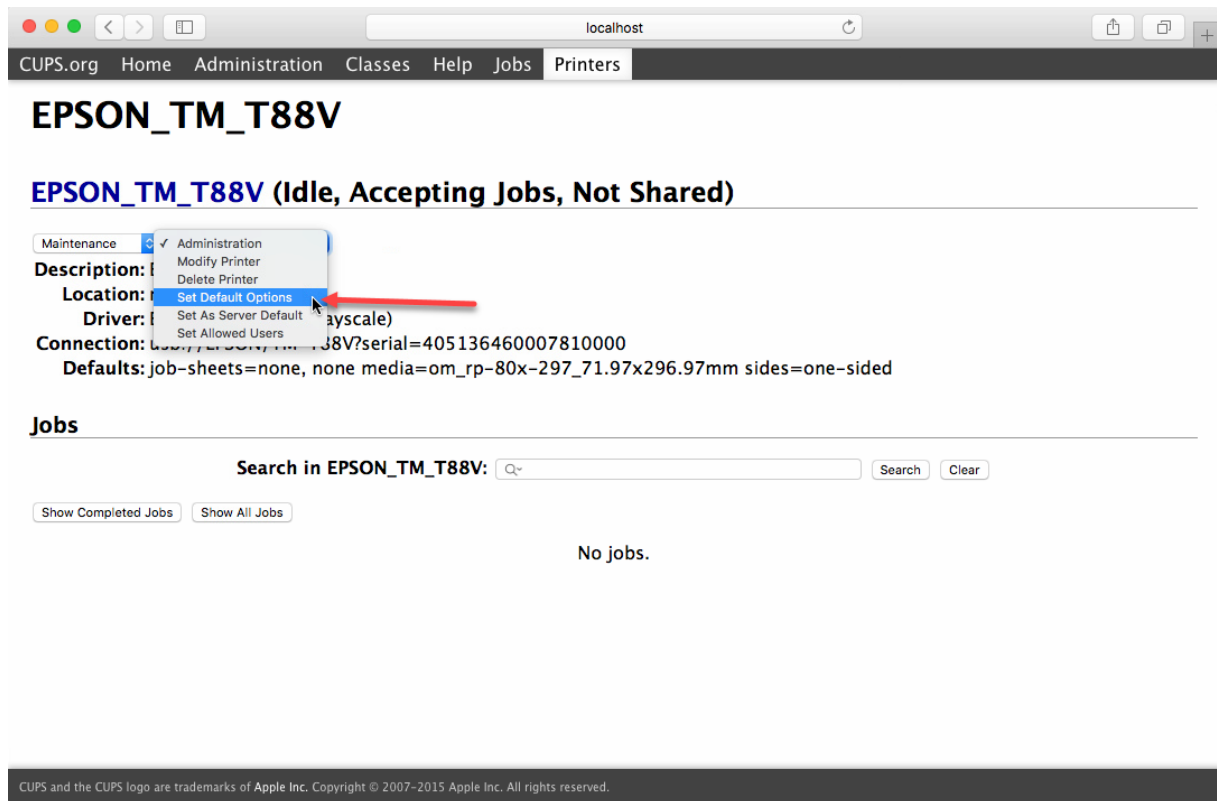 localhost
CUPS.org Home Administration Classes Help Jobs Printers
EPSON_TM_T88V
EPSON_TM_T88V (Idle, Accepting Jobs, Not Shared)
Maintenance
✓ Administration
Modify Printer
Delete Printer
Set Default Options
Set As Server Default
Set Allowed Users
Description:
Location:
Driver: ayscale)
Connection: usb://EPSON/TM-T88V?serial=405136460007810000
Defaults: job-sheets=none, none media=om_rp-80x-297_71.97x296.97mm sides=one-sided
Jobs
Search in EPSON_TM_T88V: Search Clear
Show Completed Jobs Show All Jobs
No jobs.
CUPS and the CUPS logo are trademarks of Apple Inc. Copyright © 2007-2015 Apple Inc. All rights reserved.